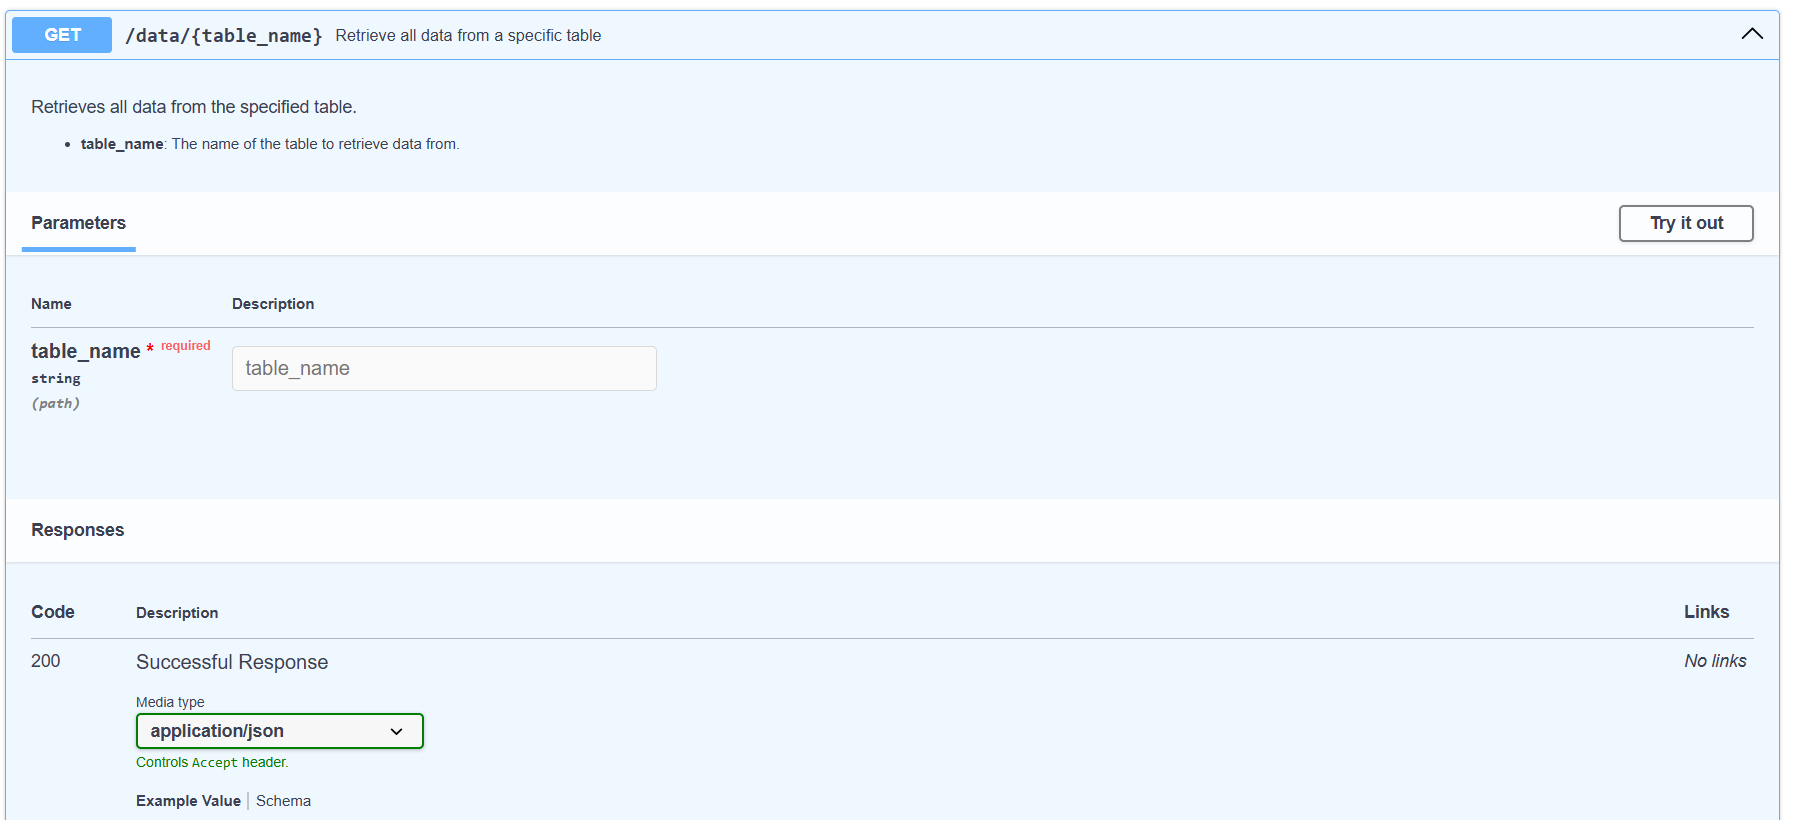 GET /data/{table_name} Retrieve all data from a specific table
Retrieves all data from the specified table.
• table_name: The name of the table to retrieve data from.
Parameters
Try it out
Name Description
table_name * required
string
(path)
table_name
Responses
Code Description Links
200 Successful Response No links
Media type
application/json
Controls Accept header.
Example Value Schema